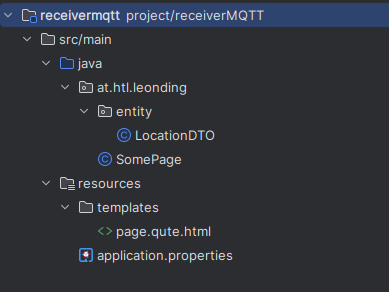 receivermqtt project/receiverMQTT
src/main
java
at.htl.leonding
entity
LocationDTO
SomePage
resources
templates
page.qute.html
application.properties